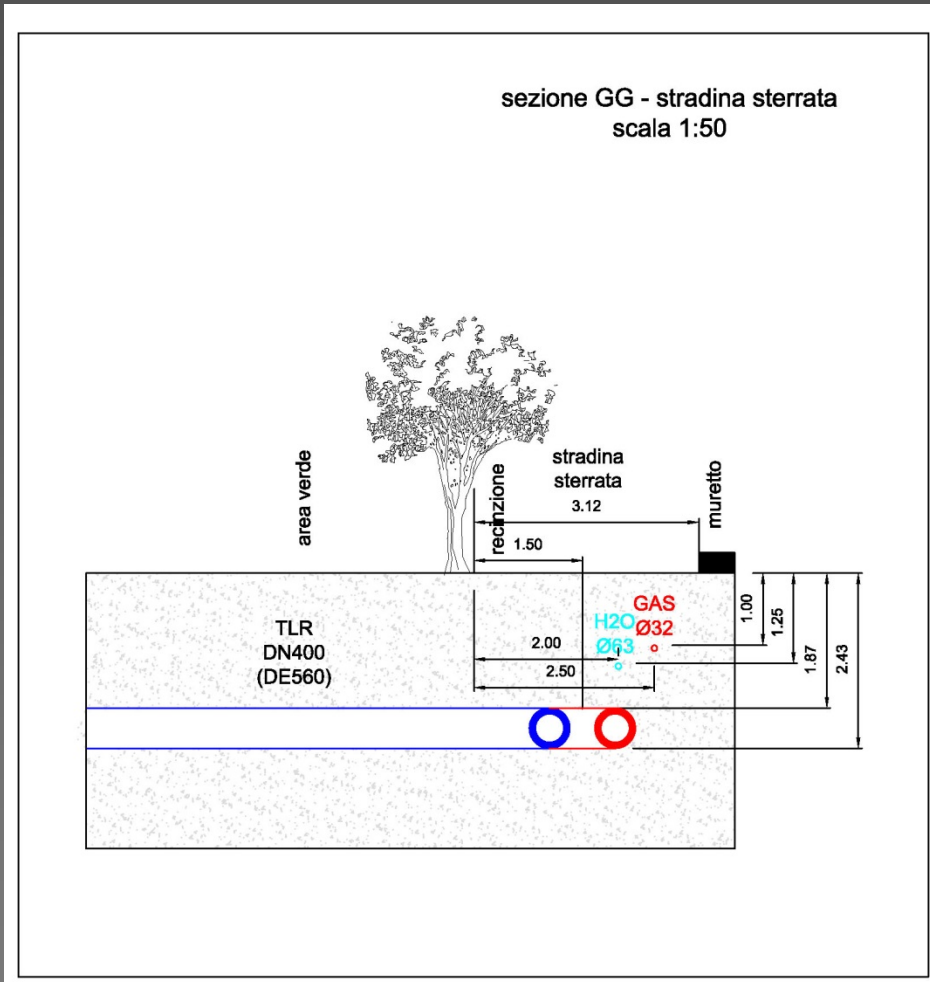 sezione GG - stradina sterrata
scala 1:50
area verde
recinzione
stradina
sterrata
3.12
muretto
1.50
TLR
DN400
(DE560)
GAS
Ø32
H2O
Ø63
2.00
2.50
1.00
1.25
1.87
2.43